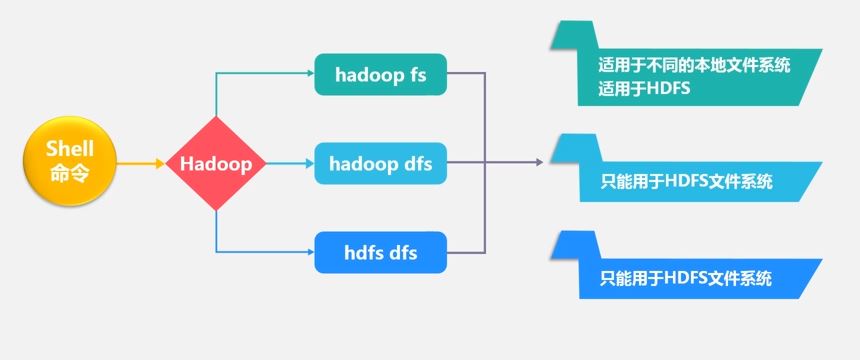 Shell
命令
Hadoop
hadoop fs
hadoop dfs
hdfs dfs
适用于不同的本地文件系统
适用于HDFS
只能用于HDFS文件系统
只能用于HDFS文件系统